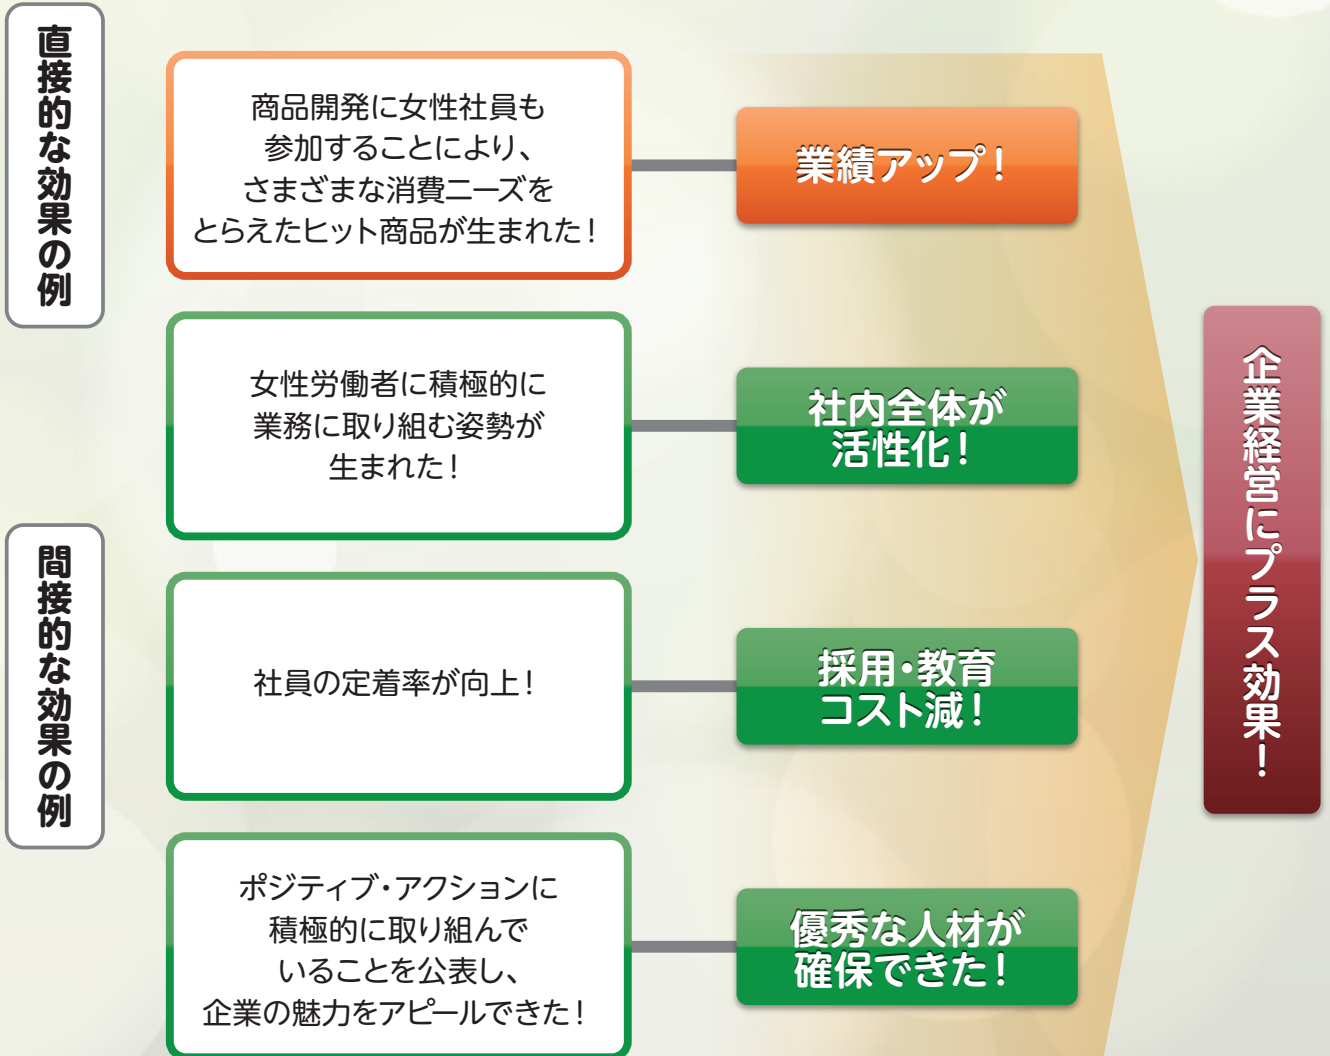 直接的な効果の例
商品開発に女性社員も
参加することにより、
さまざまな消費ニーズを
とらえたヒット商品が生まれた！
業績アップ！
間接的な効果の例
女性労働者に積極的に
業務に取り組む姿勢が
生まれた！
社内全体が
活性化！
社員の定着率が向上！
採用・教育
コスト減！
ポジティブ・アクションに
積極的に取り組んで
いることを公表し、
企業の魅力をアピールできた！
優秀な人材が
確保できた！
企業経営にプラス効果！